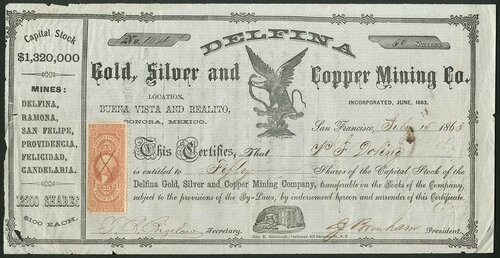 Capital Stock
$1,320,000
MINES:
DELFINA,
RAMONA,
SAN FELIPE,
PROVIDENCIA,
FELICIDAD,
CANDELARIA.
13200 SHARES
$100 EACH.
No.
50 Shares
DELFINA
Gold, Silver and Copper Mining Co.
LOCATION,
BUENA VISTA AND REALITO,
SONORA, MEXICO.
INCORPORATED, JUNE, 1863.
San Francisco, 186
This Certifies, That
is entitled to Fifty Shares of the Capital Stock of the
Delfina Gold, Silver and Copper Mining Company, transferable on the Books of the Company,
subject to the provisions of the By-Laws, by endorsement hereon and surrender of this Certificate.
Bigelow Secretary.
President.